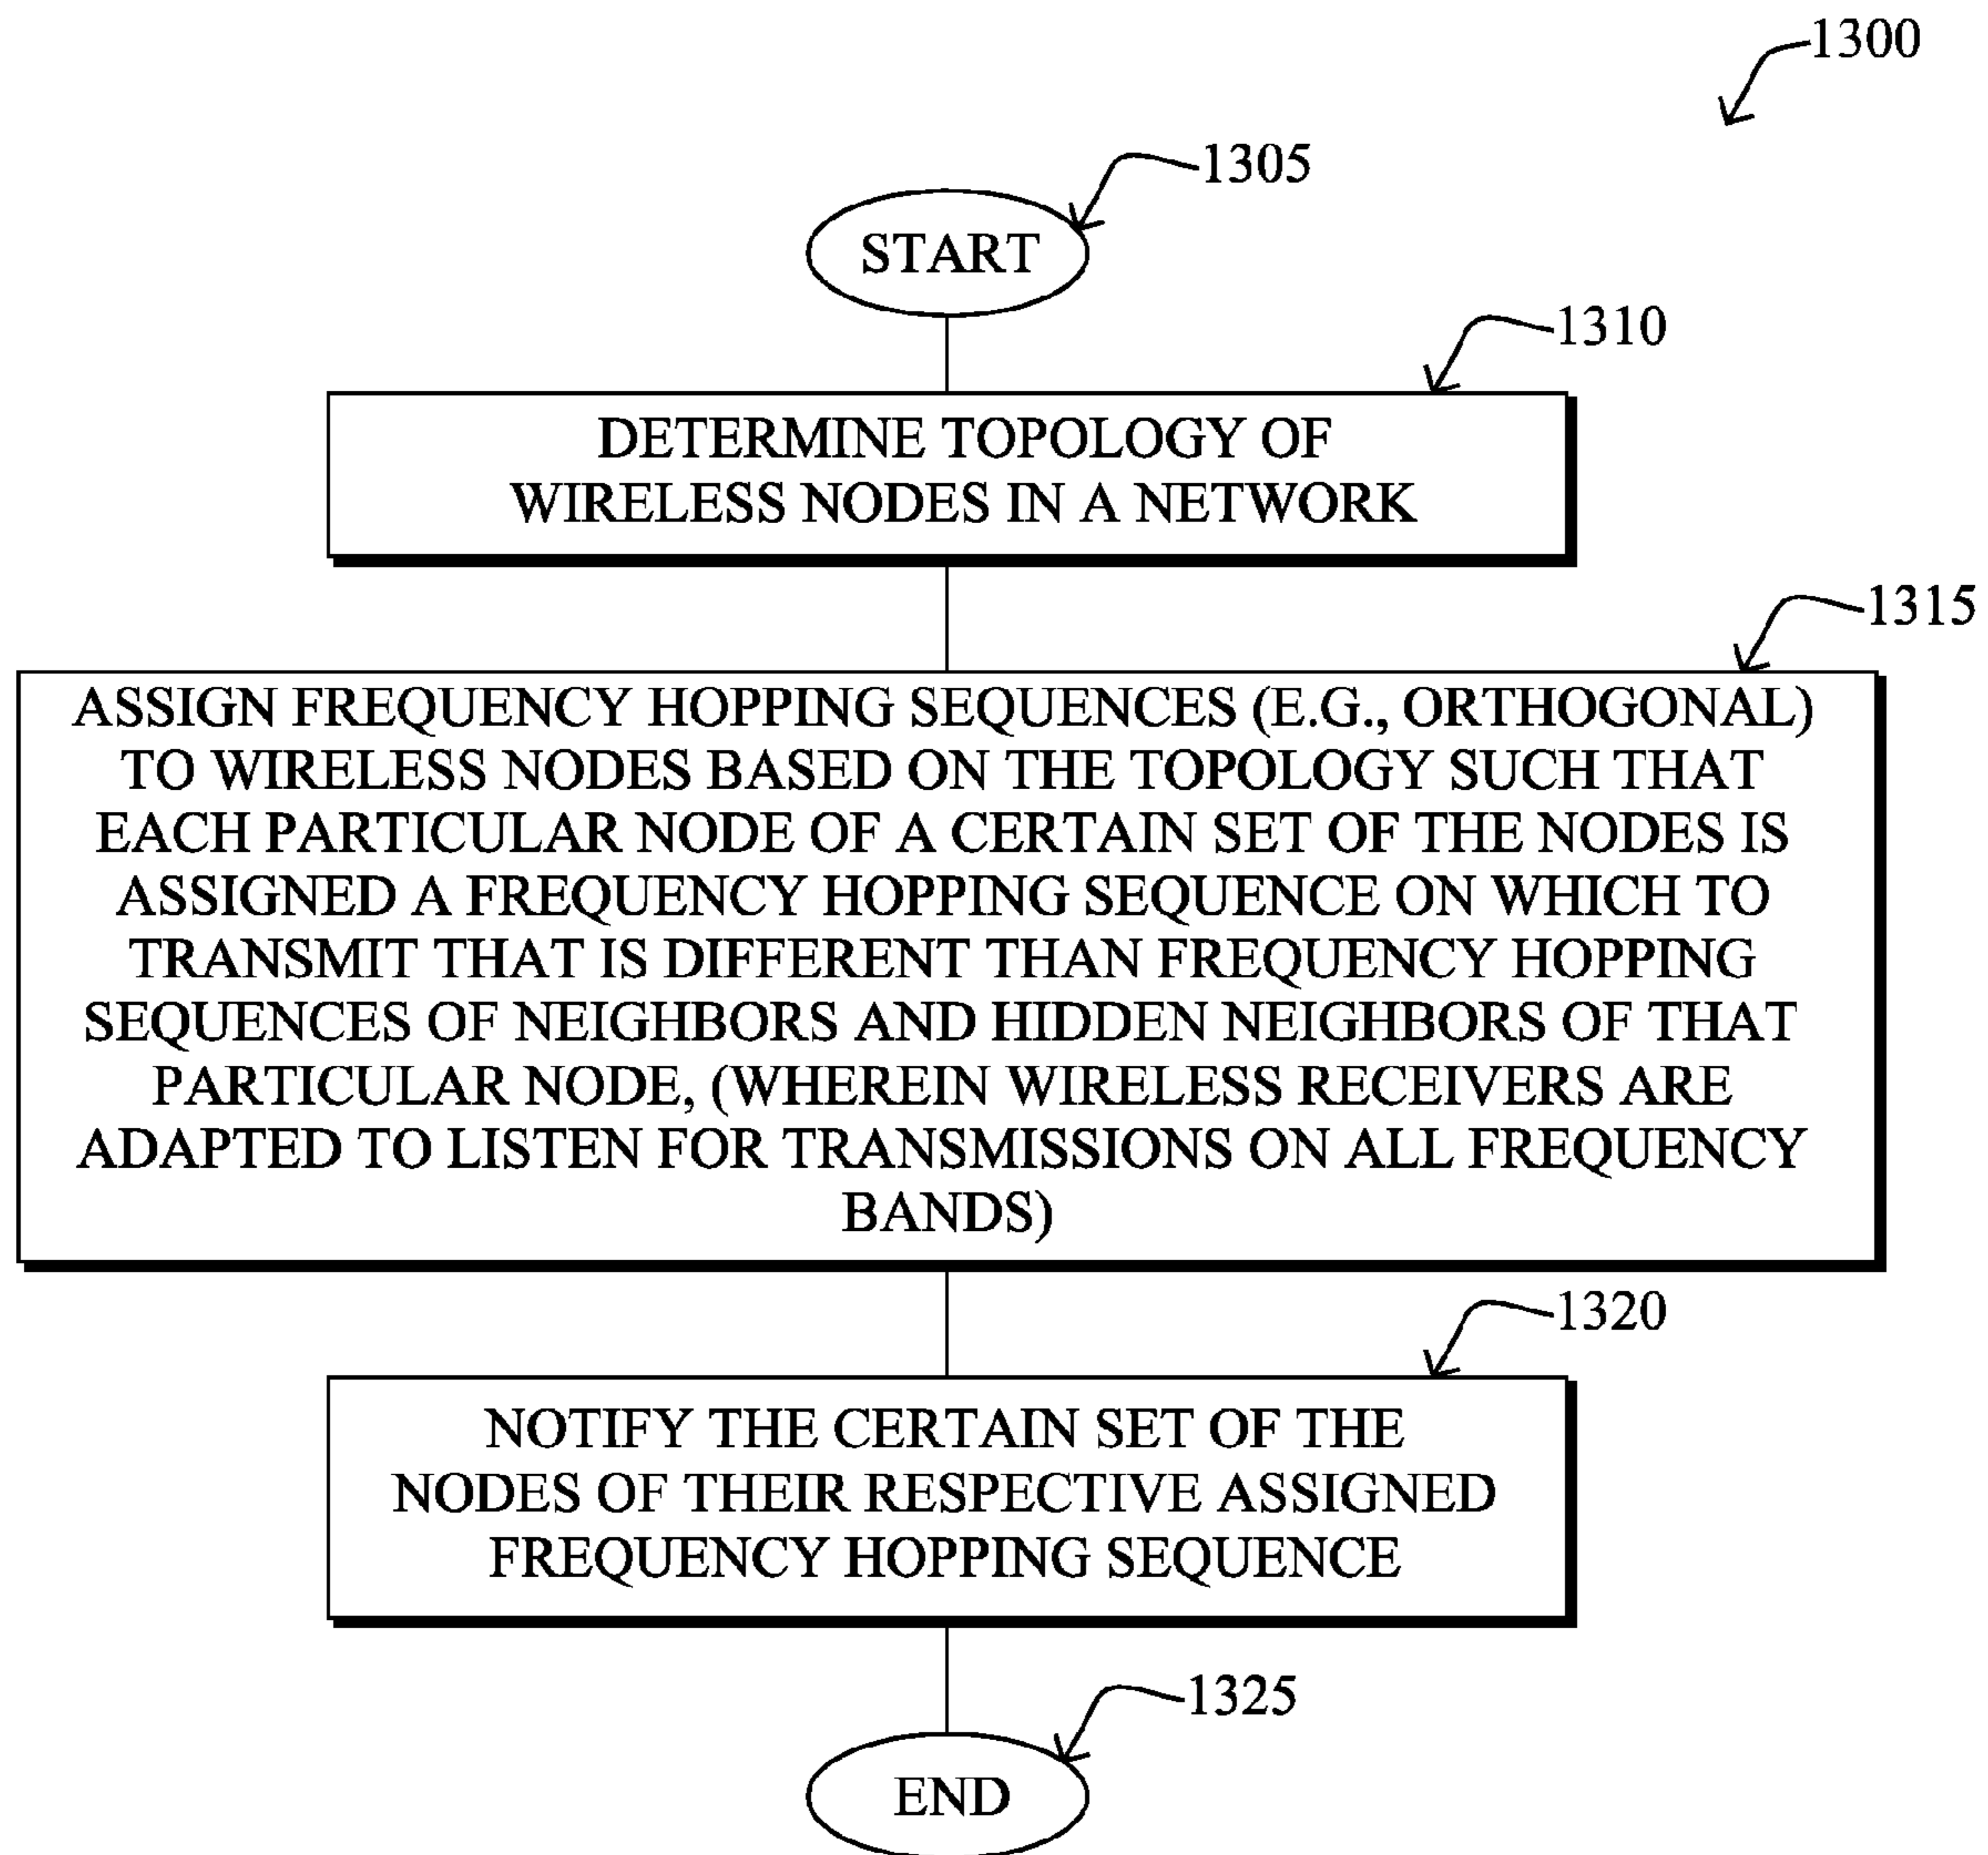 1300
1305
START
1310
DETERMINE TOPOLOGY OF
WIRELESS NODES IN A NETWORK
1315
ASSIGN FREQUENCY HOPPING SEQUENCES (E.G., ORTHOGONAL)
TO WIRELESS NODES BASED ON THE TOPOLOGY SUCH THAT
EACH PARTICULAR NODE OF A CERTAIN SET OF THE NODES IS
ASSIGNED A FREQUENCY HOPPING SEQUENCE ON WHICH TO
TRANSMIT THAT IS DIFFERENT THAN FREQUENCY HOPPING
SEQUENCES OF NEIGHBORS AND HIDDEN NEIGHBORS OF THAT
PARTICULAR NODE, (WHEREIN WIRELESS RECEIVERS ARE
ADAPTED TO LISTEN FOR TRANSMISSIONS ON ALL FREQUENCY
BANDS)
1320
NOTIFY THE CERTAIN SET OF THE
NODES OF THEIR RESPECTIVE ASSIGNED
FREQUENCY HOPPING SEQUENCE
1325
END